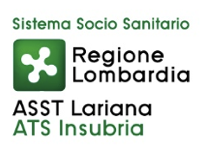 Sistema Socio Sanitario
Regione
Lombardia
ASST Lariana
ATS Insubria